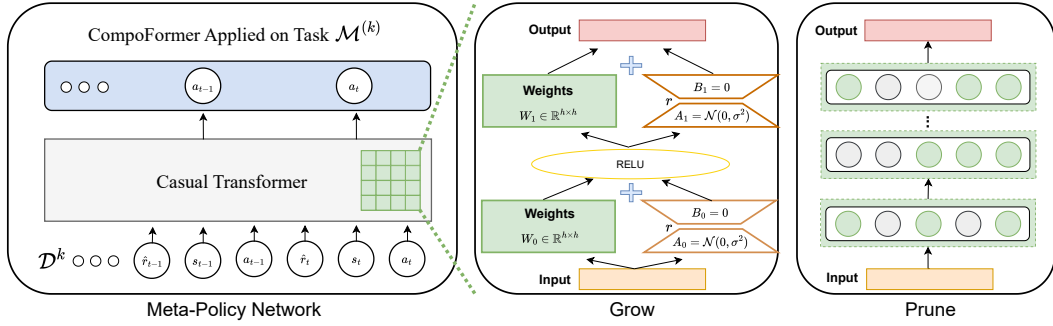 CompoFormer Applied on Task $\mathcal{M}^{(k)}$
$a_{t-1}$ $a_t$
Casual Transformer
$\mathcal{D}^k$ $\hat{r}_{t-1}$ $s_{t-1}$ $a_{t-1}$ $\hat{r}_t$ $s_t$ $a_t$
Meta-Policy Network
Output
Weights
$W_1 \in \mathbb{R}^{h \times h}$
$B_1 = 0$
$r$
$A_1 = \mathcal{N}(0, \sigma^2)$
RELU
Weights
$W_0 \in \mathbb{R}^{h \times h}$
$B_0 = 0$
$r$
$A_0 = \mathcal{N}(0, \sigma^2)$
Input
Grow
Output
...
Input
Prune